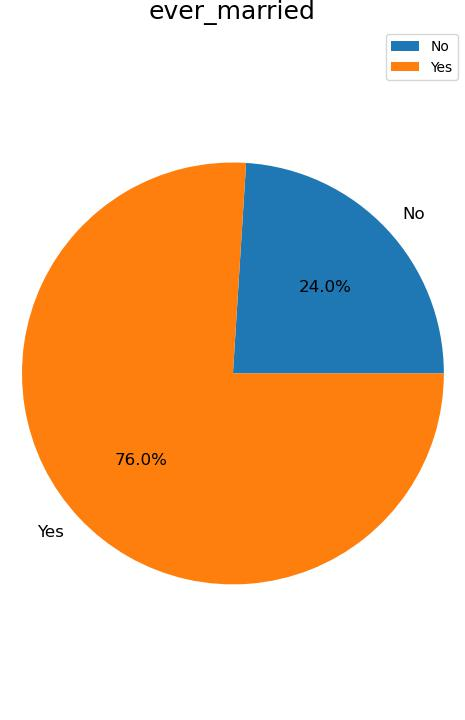 ever_married
No
Yes
No
24.0%
76.0%
Yes